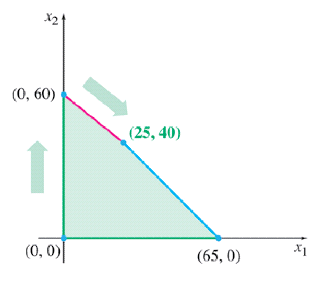 x₂
(0, 60)
(25, 40)
(0, 0)
(65, 0)
x₁